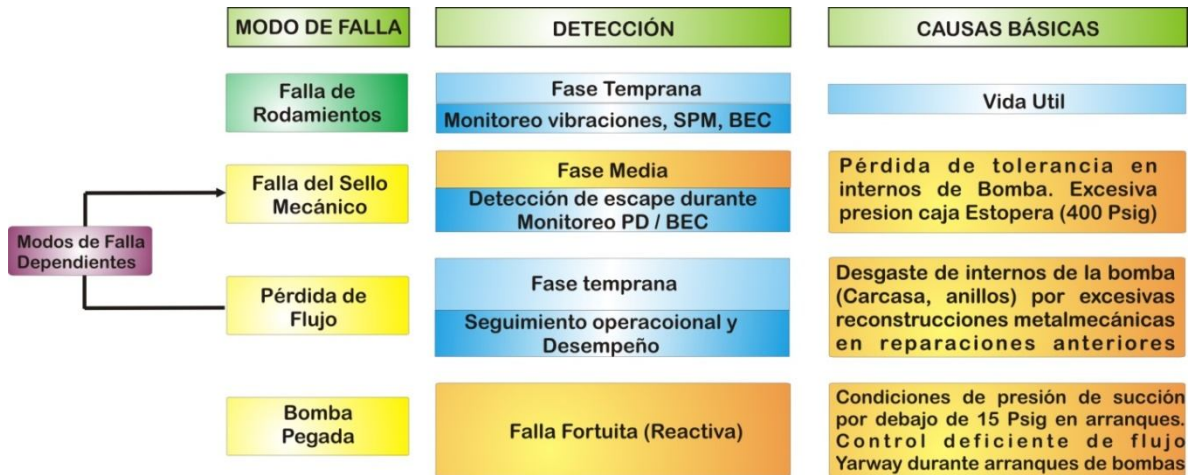 MODO DE FALLA
DETECCIÓN
CAUSAS BÁSICAS
Falla de
Rodamientos
Fase Temprana
Monitoreo vibraciones, SPM, BEC
Vida Util
Falla del Sello
Mecánico
Fase Media
Detección de escape durante
Monitoreo PD / BEC
Pérdida de tolerancia en
internos de Bomba. Excesiva
presion caja Estopera (400 Psig)
Modos de Falla
Dependientes
Pérdida de
Flujo
Fase temprana
Seguimiento operacoional y
Desempeño
Desgaste de internos de la bomba
(Carcasa, anillos) por excesivas
reconstrucciones metalmecánicas
en reparaciones anteriores
Bomba
Pegada
Falla Fortuita (Reactiva)
Condiciones de presión de succión
por debajo de 15 Psig en arranques.
Control deficiente de flujo
Yarway durante arranques de bombas